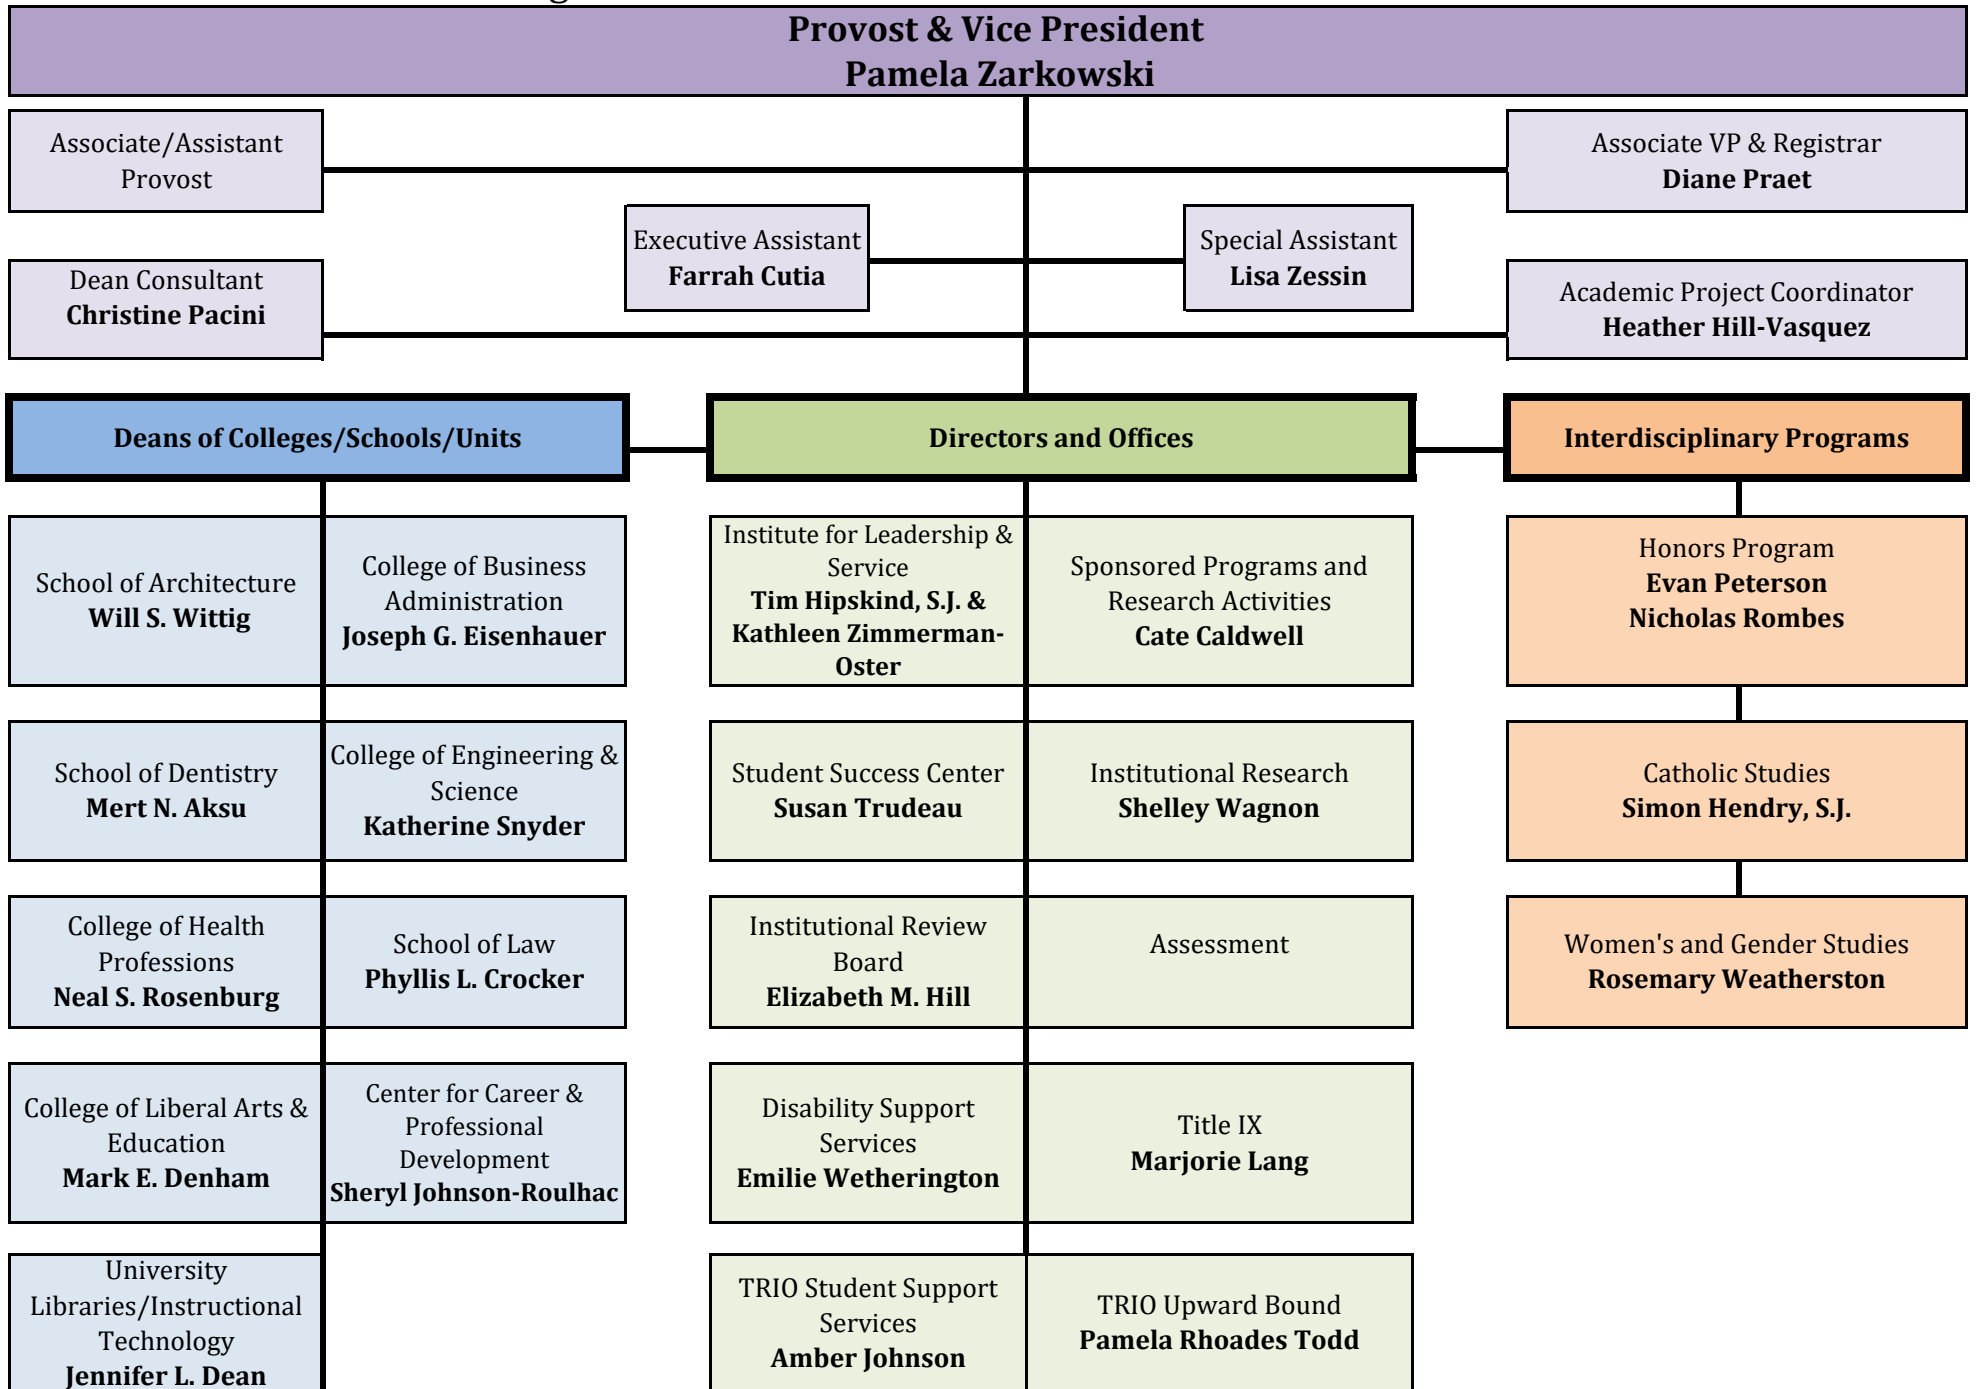 Provost & Vice President
Pamela Zarkowski
Associate/Assistant
Provost
Associate VP & Registrar
Diane Praet
Executive Assistant
Farrah Cutia
Special Assistant
Lisa Zessin
Dean Consultant
Christine Pacini
Academic Project Coordinator
Heather Hill-Vasquez
Deans of Colleges/Schools/Units
Directors and Offices
Interdisciplinary Programs
School of Architecture
Will S. Wittig
College of Business
Administration
Joseph G. Eisenhauer
Institute for Leadership &
Service
Tim Hipskind, S.J. &
Kathleen Zimmerman-
Oster
Sponsored Programs and
Research Activities
Cate Caldwell
Honors Program
Evan Peterson
Nicholas Rombes
School of Dentistry
Mert N. Aksu
College of Engineering &
Science
Katherine Snyder
Student Success Center
Susan Trudeau
Institutional Research
Shelley Wagnon
Catholic Studies
Simon Hendry, S.J.
College of Health
Professions
Neal S. Rosenburg
School of Law
Phyllis L. Crocker
Institutional Review
Board
Elizabeth M. Hill
Assessment
Women's and Gender Studies
Rosemary Weatherston
College of Liberal Arts &
Education
Mark E. Denham
Center for Career &
Professional
Development
Sheryl Johnson-Roulhac
Disability Support
Services
Emilie Wetherington
Title IX
Marjorie Lang
University
Libraries/Instructional
Technology
Jennifer L. Dean
TRIO Student Support
Services
Amber Johnson
TRIO Upward Bound
Pamela Rhoades Todd